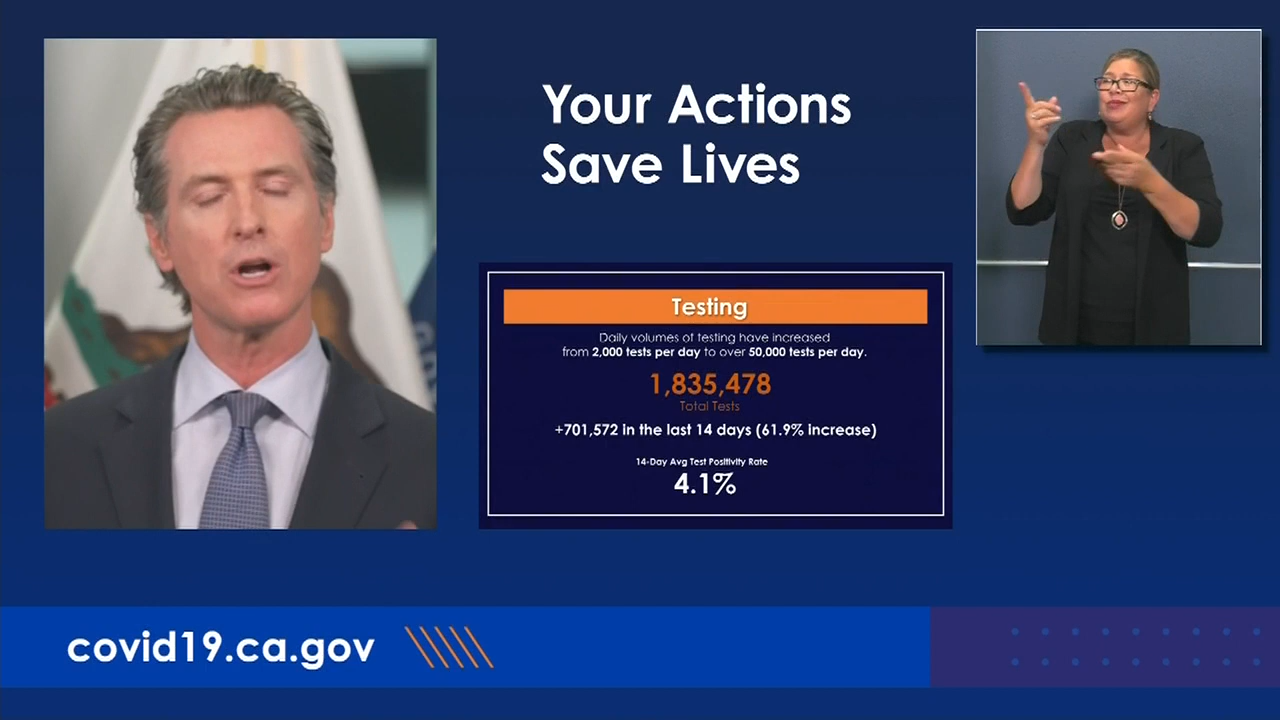 Your Actions
Save Lives
Testing
Daily volumes of testing have increased
from 2,000 tests per day to over 50,000 tests per day.
1,835,478
Total Tests
+701,572 in the last 14 days (61.9% increase)
14-Day Avg Test Positivity Rate
4.1%
covid19.ca.gov